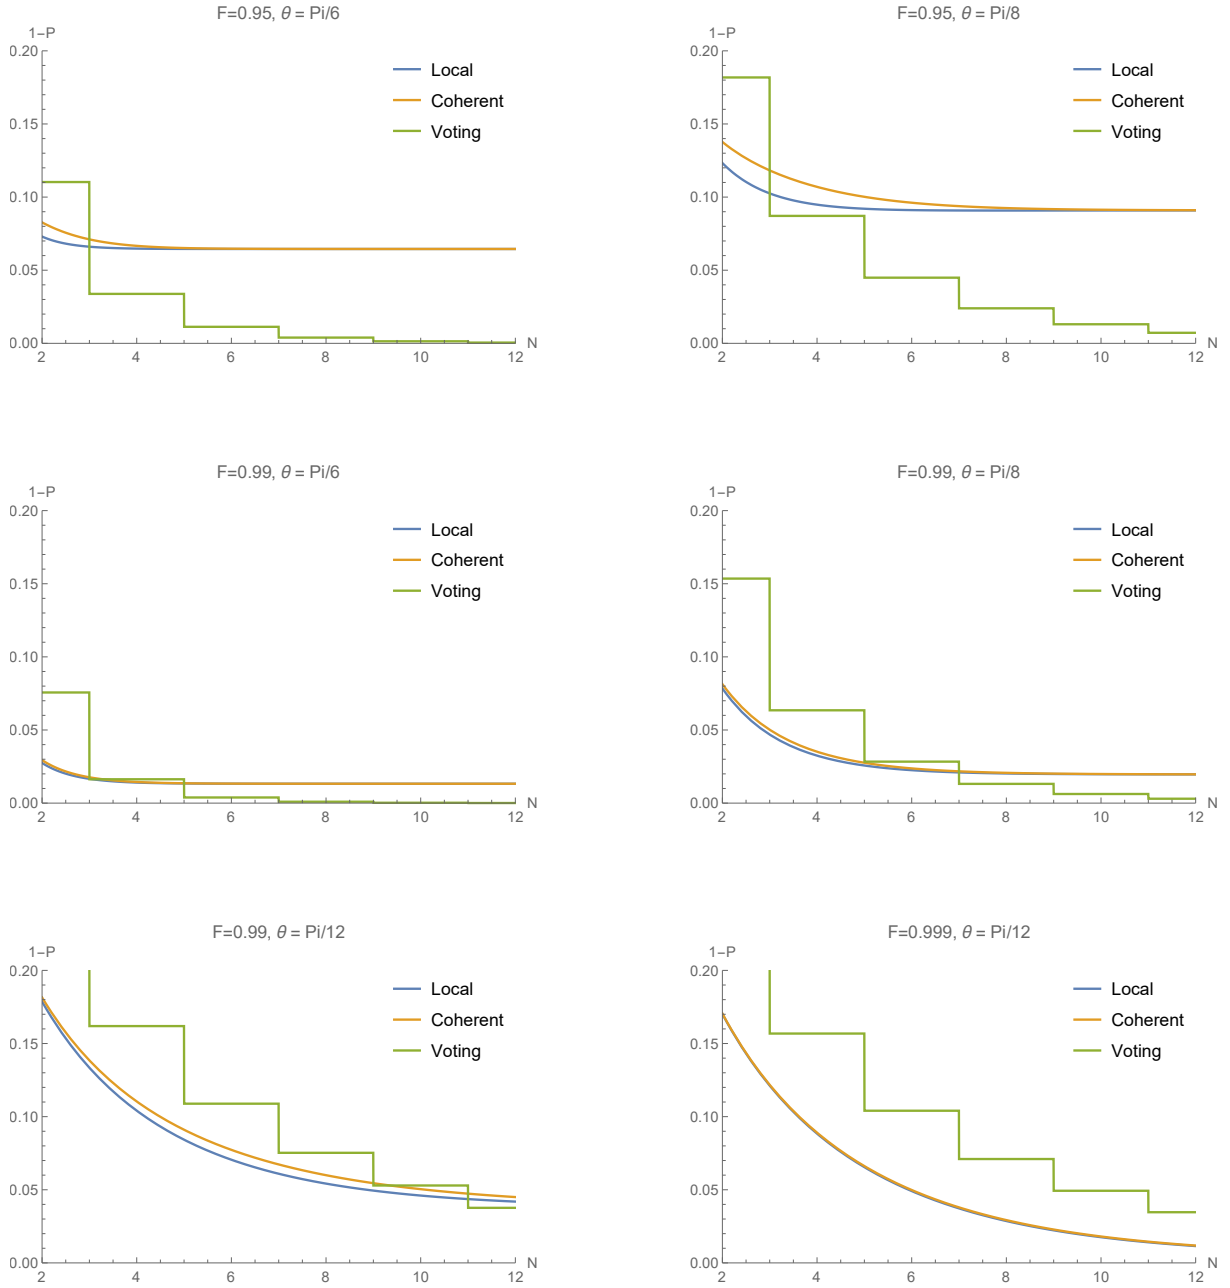 F=0.95, θ = Pi/6
1-P
0.20
0.15
0.10
0.05
0.00
2
4
6
8
10
12
N
Local
Coherent
Voting
F=0.95, θ = Pi/8
1-P
0.20
0.15
0.10
0.05
0.00
2
4
6
8
10
12
N
Local
Coherent
Voting
F=0.99, θ = Pi/6
1-P
0.20
0.15
0.10
0.05
0.00
2
4
6
8
10
12
N
Local
Coherent
Voting
F=0.99, θ = Pi/8
1-P
0.20
0.15
0.10
0.05
0.00
2
4
6
8
10
12
N
Local
Coherent
Voting
F=0.99, θ = Pi/12
1-P
0.20
0.15
0.10
0.05
0.00
2
4
6
8
10
12
N
Local
Coherent
Voting
F=0.999, θ = Pi/12
1-P
0.20
0.15
0.10
0.05
0.00
2
4
6
8
10
12
N
Local
Coherent
Voting